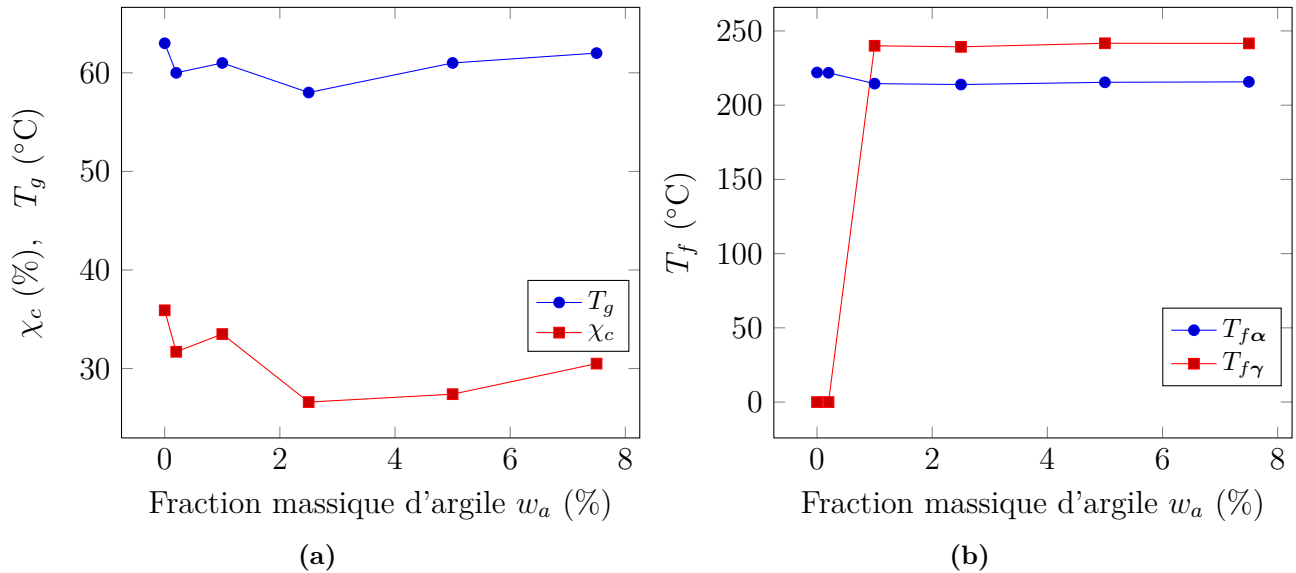 60
50
40
30
χc (%), Tg (°C)
Tg
χc
0 2 4 6 8
Fraction massique d'argile wa (%)
(a)
250
200
150
100
50
0
Tf (°C)
Tfα
Tfγ
0 2 4 6 8
Fraction massique d'argile wa (%)
(b)